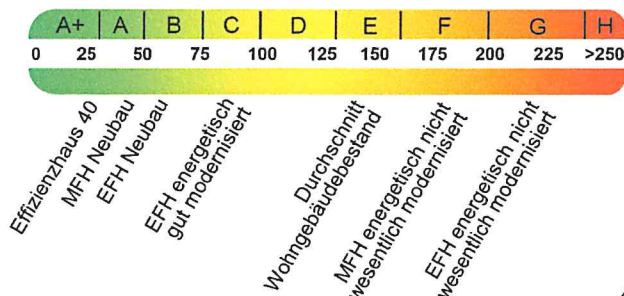 A+ A B C D E F G H
0 25 50 75 100 125 150 175 200 225 >250
Effizienzhaus 40
MFH Neubau
EFH Neubau
EFH energetisch
gut modernisiert
Durchschnitt
Wohngebäudebestand
MFH energetisch nicht
wesentlich modernisiert
EFH energetisch nicht
wesentlich modernisiert